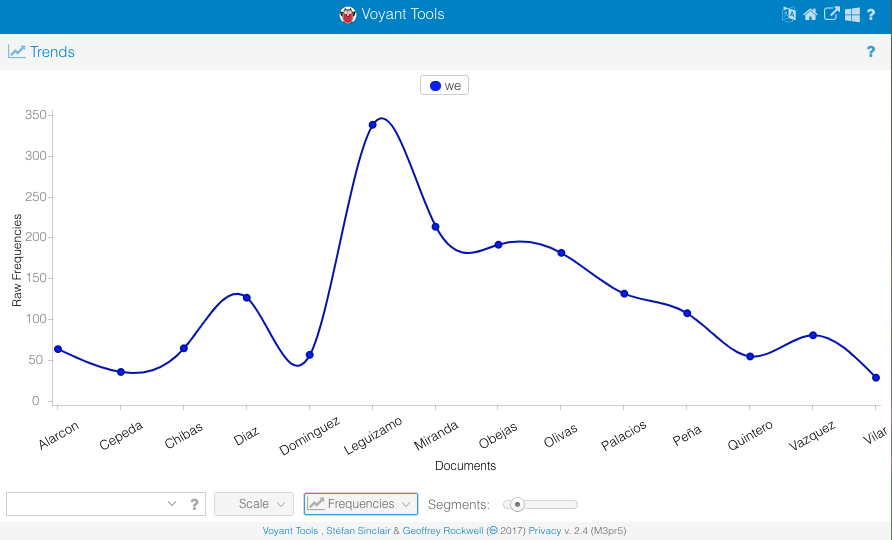 Voyant Tools
?
Trends
?
we
350
300
250
200
150
100
50
0
Raw Frequencies
Alarcon
Cepeda
Chibas
Diaz
Dominguez
Leguizamo
Miranda
Obejas
Olivas
Palacios
Peña
Quintero
Vazquez
Vilar
Documents
?
Scale
Frequencies
Segments:
Voyant Tools , Stéfan Sinclair & Geoffrey Rockwell (🅭 2017) Privacy v. 2.4 (M3pr5)